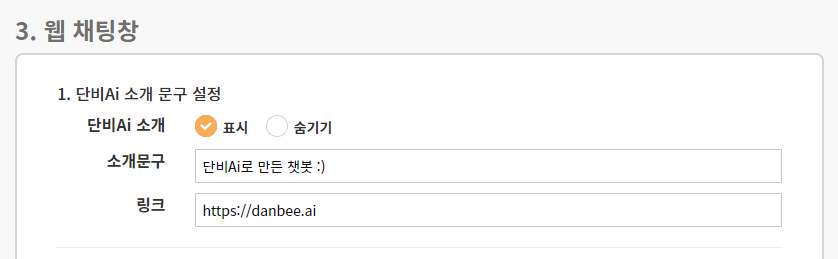 3. 웹 채팅창
1. 단비Ai 소개 문구 설정
단비Ai 소개 표시 숨기기
소개문구 단비Ai로 만든 챗봇 :)
링크 https://danbee.ai